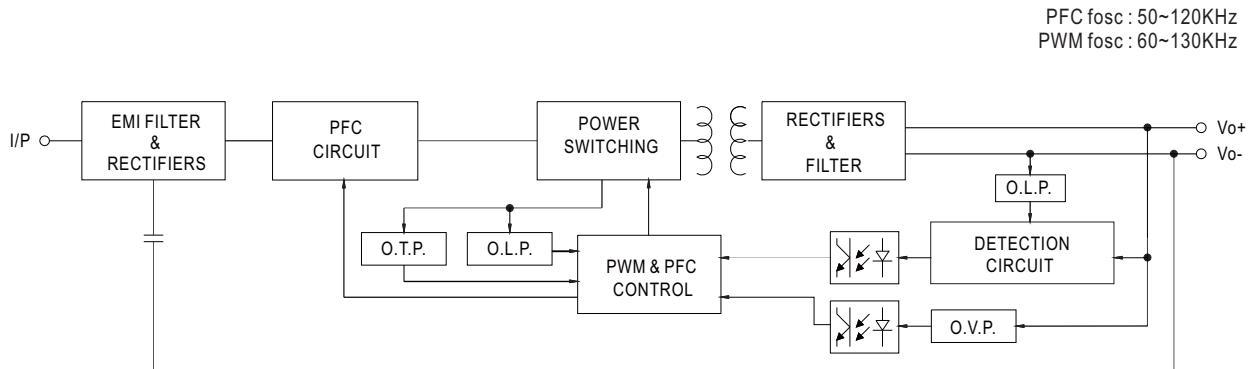 PFC fosc : 50~120KHz
PWM fosc : 60~130KHz
I/P
EMI FILTER
&
RECTIFIERS
PFC
CIRCUIT
POWER
SWITCHING
RECTIFIERS
&
FILTER
Vo+
Vo-
O.L.P.
O.T.P.
O.L.P.
PWM & PFC
CONTROL
DETECTION
CIRCUIT
O.V.P.